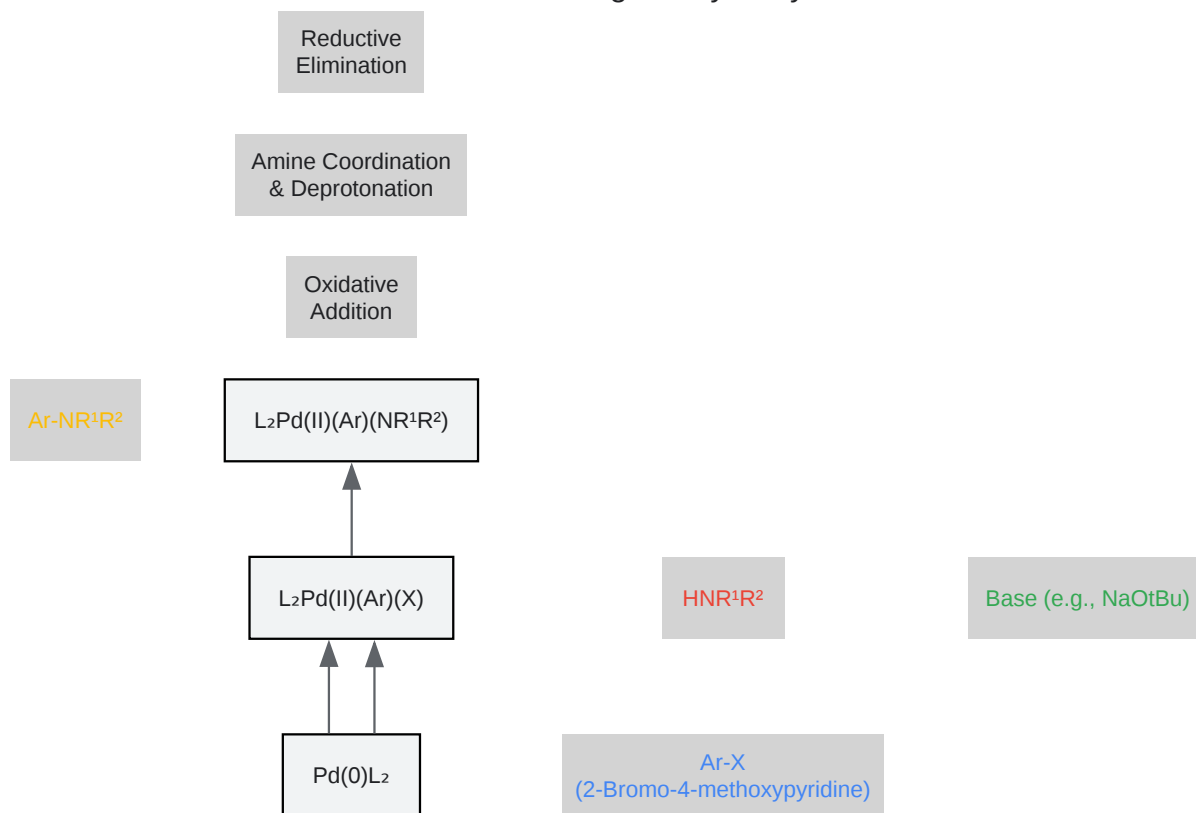 Reductive
Elimination
Amine Coordination
& Deprotonation
Oxidative
Addition
Ar-NR¹R²
L₂Pd(II)(Ar)(NR¹R²)
L₂Pd(II)(Ar)(X)
HNR¹R²
Base (e.g., NaOtBu)
Pd(0)L₂
Ar-X
(2-Bromo-4-methoxypyridine)